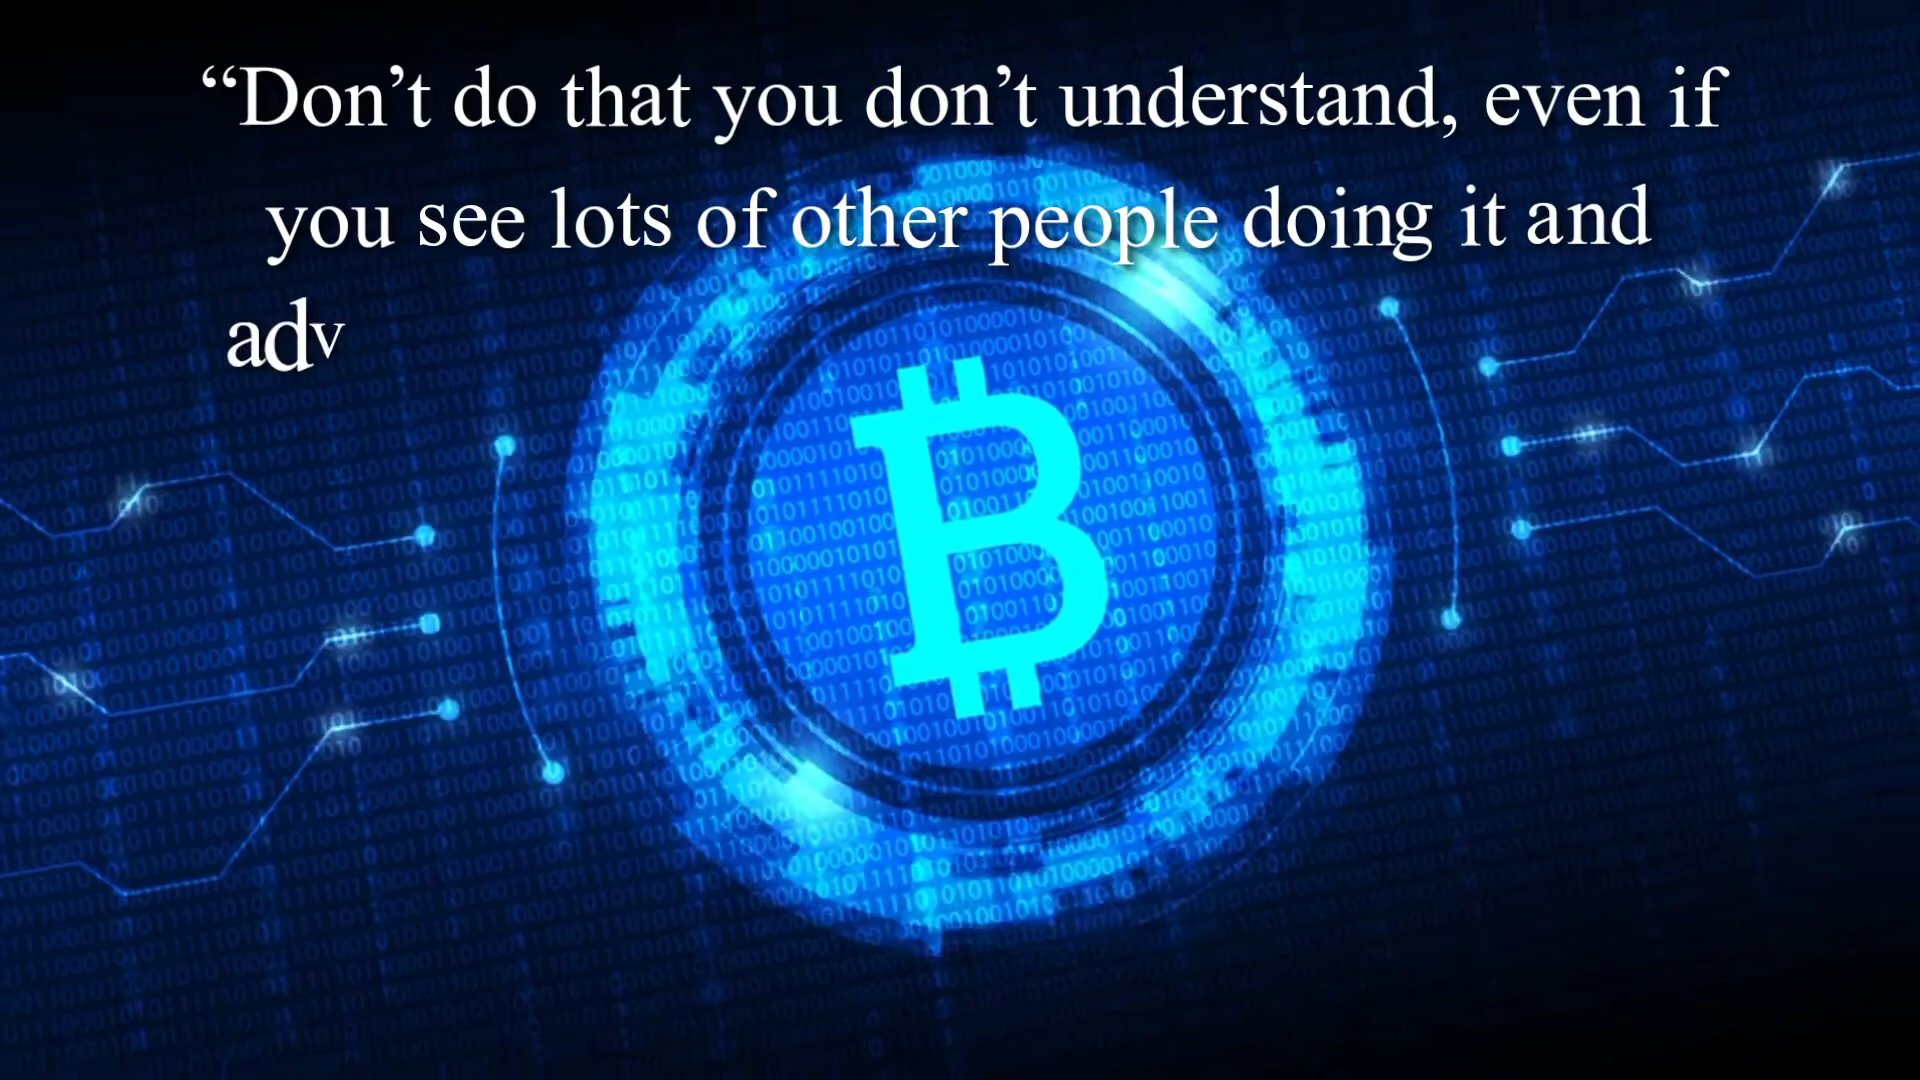 “Don’t do that you don’t understand, even if
you see lots of other people doing it and
adv